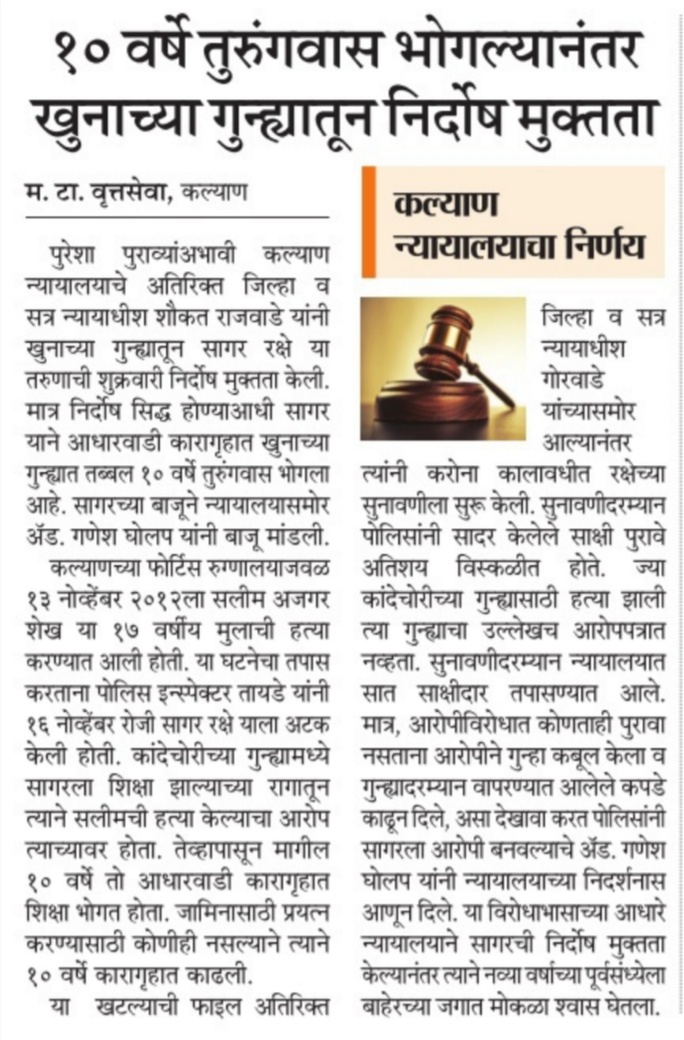 १० वर्षे तुरुंगवास भोगल्यानंतर
खुनाच्या गुन्ह्यातून निर्दोष मुक्तता
म. टा. वृत्तसेवा, कल्याण
पुरेशा पुराव्यांअभावी कल्याण
न्यायालयाचे अतिरिक्त जिल्हा व
सत्र न्यायाधीश शौकत राजवाडे यांनी
खुनाच्या गुन्ह्यातून सागर रक्षे या
तरुणाची शुक्रवारी निर्दोष मुक्तता केली.
मात्र निर्दोष सिद्ध होण्याआधी सागर
याने आधारवाडी कारागृहात खुनाच्या
गुन्ह्यात तब्बल १० वर्षे तुरुंगवास भोगला
आहे. सागरच्या बाजूने न्यायालयासमोर
ॲड. गणेश घोलप यांनी बाजू मांडली.
कल्याणच्या फोर्टिस रुग्णालयाजवळ
१३ नोव्हेंबर २०१२ला सलीम अजगर
शेख या १७ वर्षीय मुलाची हत्या
करण्यात आली होती. या घटनेचा तपास
करताना पोलिस इन्स्पेक्टर तायडे यांनी
१६ नोव्हेंबर रोजी सागर रक्षे याला अटक
केली होती. कांदेचोरीच्या गुन्ह्यामध्ये
सागरला शिक्षा झाल्याच्या रागातून
त्याने सलीमची हत्या केल्याचा आरोप
त्याच्यावर होता. तेव्हापासून मागील
१० वर्षे तो आधारवाडी कारागृहात
शिक्षा भोगत होता. जामिनासाठी प्रयत्न
करण्यासाठी कोणीही नसल्याने त्याने
१० वर्षे कारागृहात काढली.
या खटल्याची फाइल अतिरिक्त
कल्याण
न्यायालयाचा निर्णय
जिल्हा व सत्र
न्यायाधीश
गोरवाडे
यांच्यासमोर
आल्यानंतर
त्यांनी करोना कालावधीत रक्षेच्या
सुनावणीला सुरू केली. सुनावणीदरम्यान
पोलिसांनी सादर केलेले साक्षी पुरावे
अतिशय विस्कळीत होते. ज्या
कांदेचोरीच्या गुन्ह्यासाठी हत्या झाली
त्या गुन्ह्याचा उल्लेखच आरोपपत्रात
नव्हता. सुनावणीदरम्यान न्यायालयात
सात साक्षीदार तपासण्यात आले.
मात्र, आरोपीविरोधात कोणताही पुरावा
नसताना आरोपीने गुन्हा कबूल केला व
गुन्ह्यादरम्यान वापरण्यात आलेले कपडे
काढून दिले, असा देखावा करत पोलिसांनी
सागरला आरोपी बनवल्याचे ॲड. गणेश
घोलप यांनी न्यायालयाच्या निदर्शनास
आणून दिले. या विरोधाभासाच्या आधारे
न्यायालयाने सागरची निर्दोष मुक्तता
केल्यानंतर त्याने नव्या वर्षाच्या पूर्वसंध्येला
बाहेरच्या जगात मोकळा श्वास घेतला.